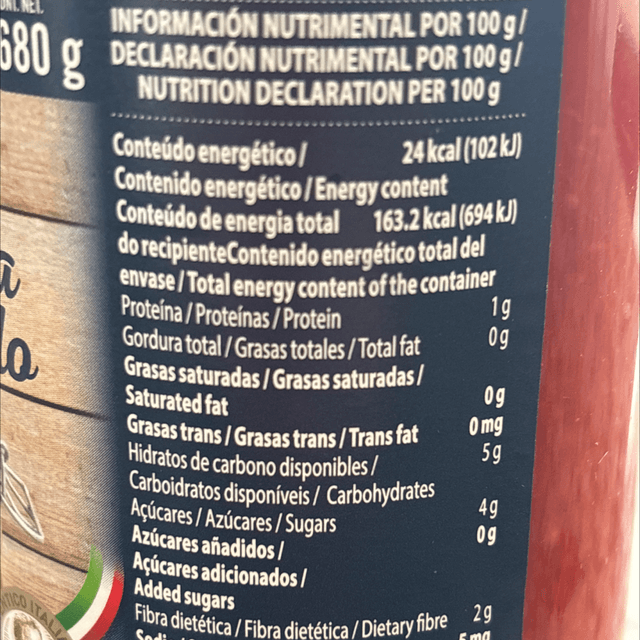 680 g
INFORMACIÓN NUTRIMENTAL POR 100 g/
DECLARACIÓN NUTRIMENTAL POR 100 g/
NUTRITION DECLARATION PER 100 g
Conteúdo energético / 24 kcal (102 kJ)
Contenido energético / Energy content
Conteúdo de energia total 163.2 kcal (694 kJ)
do recipienteContenido energético total del
envase / Total energy content of the container
Proteína / Proteínas / Protein 1 g
Gordura total / Grasas totales / Total fat 0 g
Grasas saturadas / Grasas saturadas /
Saturated fat 0 g
Grasas trans / Grasas trans / Trans fat 0 mg
Hidratos de carbono disponibles / 5 g
Carboidratos disponíveis / Carbohydrates
Açúcares / Azúcares / Sugars 4 g
Azúcares añadidos / 0 g
Açúcares adicionados /
Added sugars
Fibra dietética / Fibra dietética / Dietary fibre 2 g